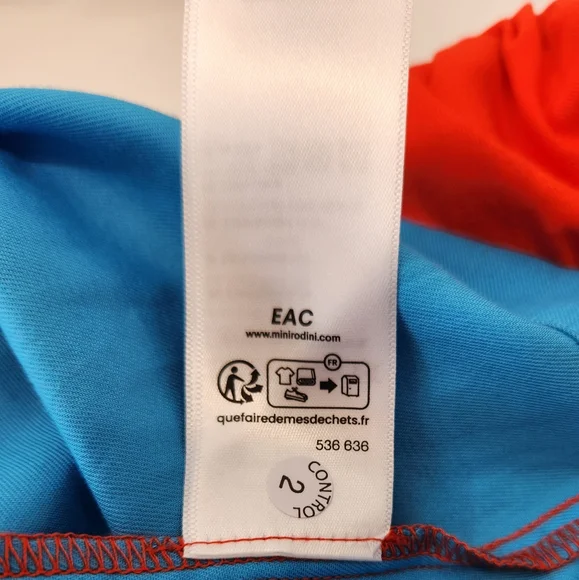 EAC
www.minirodini.com
FR
quefairedemesdechets.fr
536 636
CONTROL
2